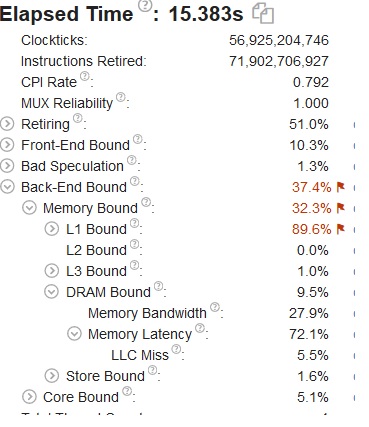 Elapsed Time ?: 15.383s
Clockticks: 56,925,204,746
Instructions Retired: 71,902,706,927
CPI Rate ?: 0.792
MUX Reliability ?: 1.000
Retiring ?: 51.0%
Front-End Bound ?: 10.3%
Bad Speculation ?: 1.3%
Back-End Bound ?: 37.4%
Memory Bound ?: 32.3%
L1 Bound ?: 89.6%
L2 Bound ?: 0.0%
L3 Bound ?: 1.0%
DRAM Bound ?: 9.5%
Memory Bandwidth ?: 27.9%
Memory Latency ?: 72.1%
LLC Miss ?: 5.5%
Store Bound ?: 1.6%
Core Bound ?: 5.1%